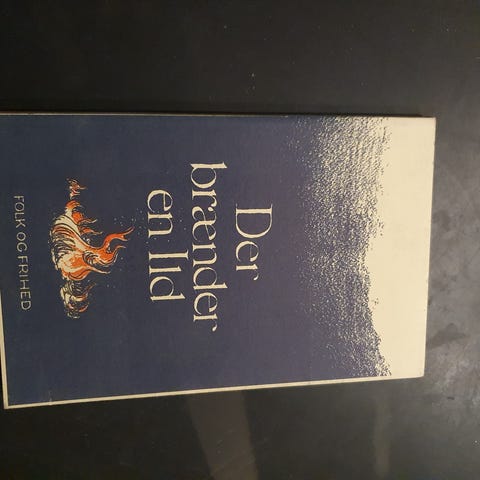 Der
brænder
en Ild
FOLK OG FRIHED